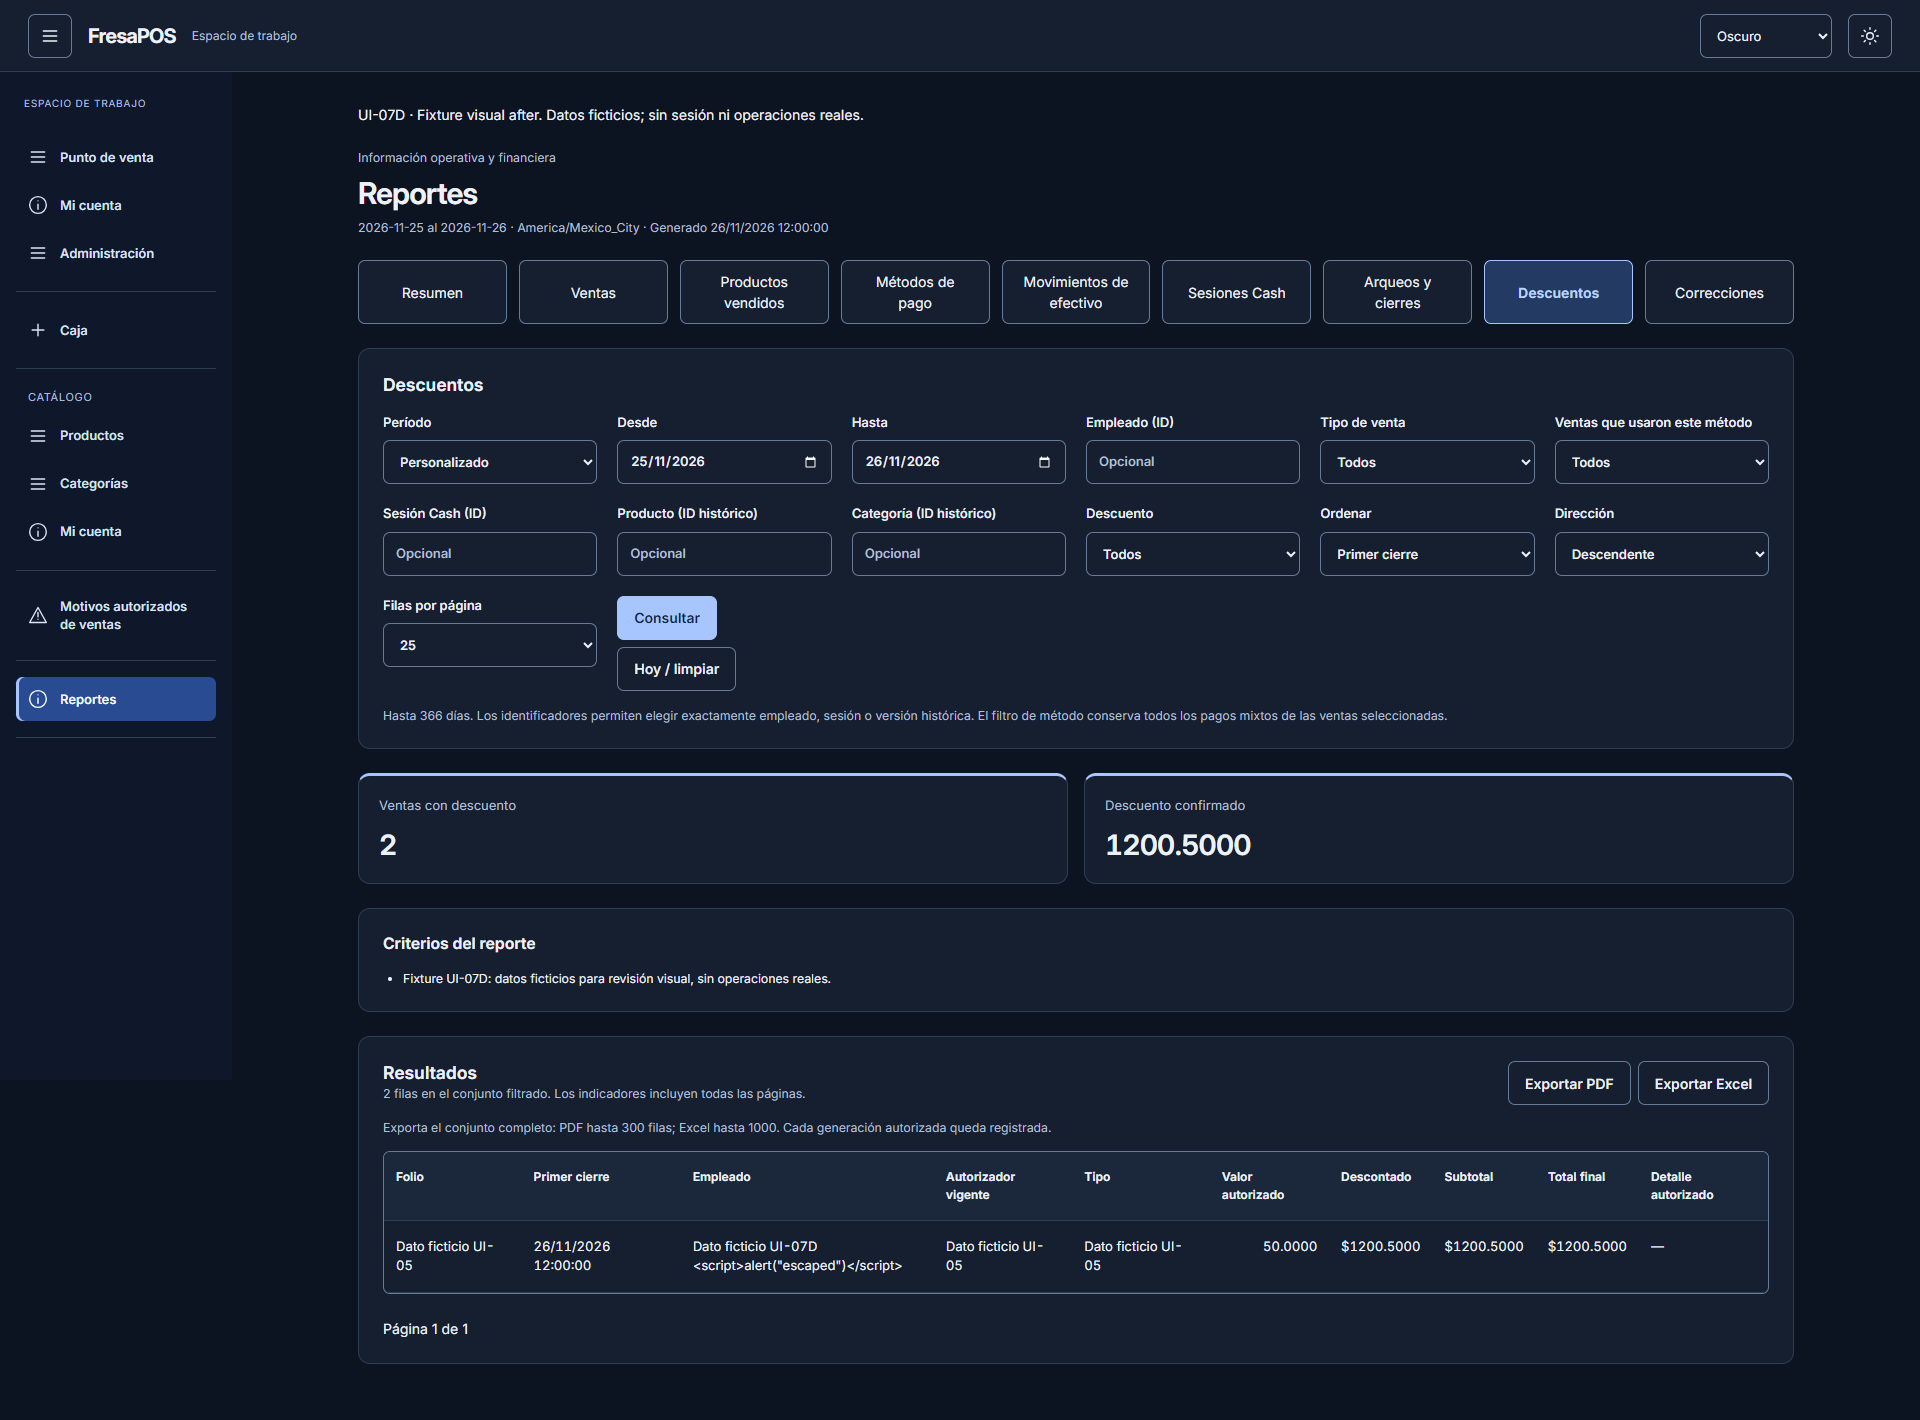 FresaPOS
Espacio de trabajo
Oscuro
ESPACIO DE TRABAJO
Punto de venta
Mi cuenta
Administración
Caja
CATÁLOGO
Productos
Categorías
Mi cuenta
Motivos autorizados
de ventas
Reportes
UI-07D · Fixture visual after. Datos ficticios; sin sesión ni operaciones reales.
Información operativa y financiera
Reportes
2026-11-25 al 2026-11-26 · America/Mexico_City · Generado 26/11/2026 12:00:00
Resumen
Ventas
Productos
vendidos
Métodos de
pago
Movimientos de
efectivo
Sesiones Cash
Arqueos y
cierres
Descuentos
Correcciones
Descuentos
Período
Desde
Hasta
Empleado (ID)
Tipo de venta
Ventas que usaron este método
Personalizado
25/11/2026
26/11/2026
Opcional
Todos
Todos
Sesión Cash (ID)
Producto (ID histórico)
Categoría (ID histórico)
Descuento
Ordenar
Dirección
Opcional
Opcional
Opcional
Todos
Primer cierre
Descendente
Filas por página
25
Consultar
Hoy / limpiar
Hasta 366 días. Los identificadores permiten elegir exactamente empleado, sesión o versión histórica. El filtro de método conserva todos los pagos mixtos de las ventas seleccionadas.
Ventas con descuento
2
Descuento confirmado
1200.5000
Criterios del reporte
• Fixture UI-07D: datos ficticios para revisión visual, sin operaciones reales.
Resultados
2 filas en el conjunto filtrado. Los indicadores incluyen todas las páginas.
Exportar PDF
Exportar Excel
Exporta el conjunto completo: PDF hasta 300 filas; Excel hasta 1000. Cada generación autorizada queda registrada.
Folio
Primer cierre
Empleado
Autorizador
vigente
Tipo
Valor
autorizado
Descontado
Subtotal
Total final
Detalle
autorizado
Dato ficticio UI-
05
26/11/2026
12:00:00
Dato ficticio UI-07D
<script>alert("escaped")</script>
Dato ficticio UI-
05
Dato ficticio UI-
05
50.0000
$1200.5000
$1200.5000
$1200.5000
—
Página 1 de 1